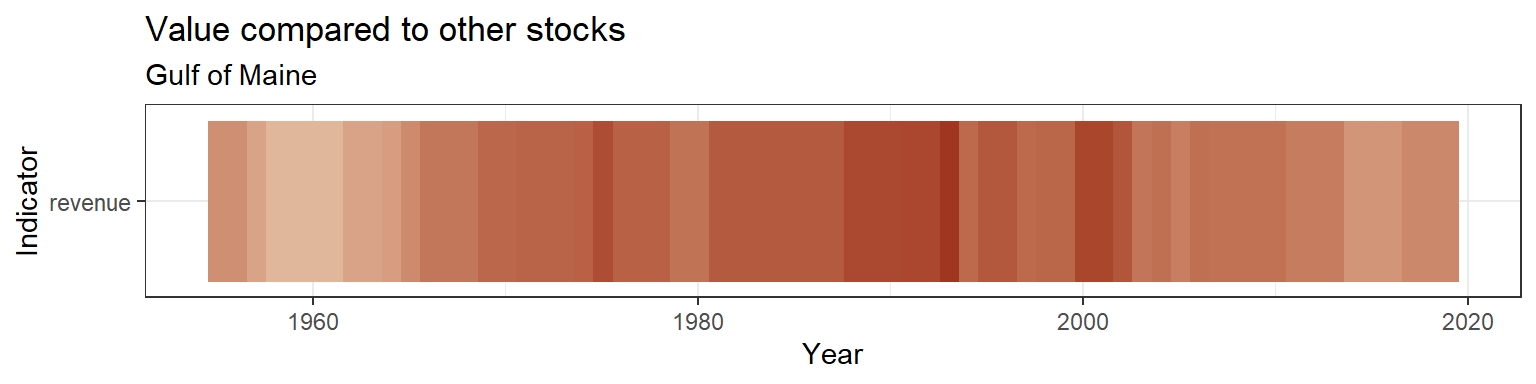 Value compared to other stocks
Gulf of Maine
Indicator
revenue
1960 1980 2000 2020
Year